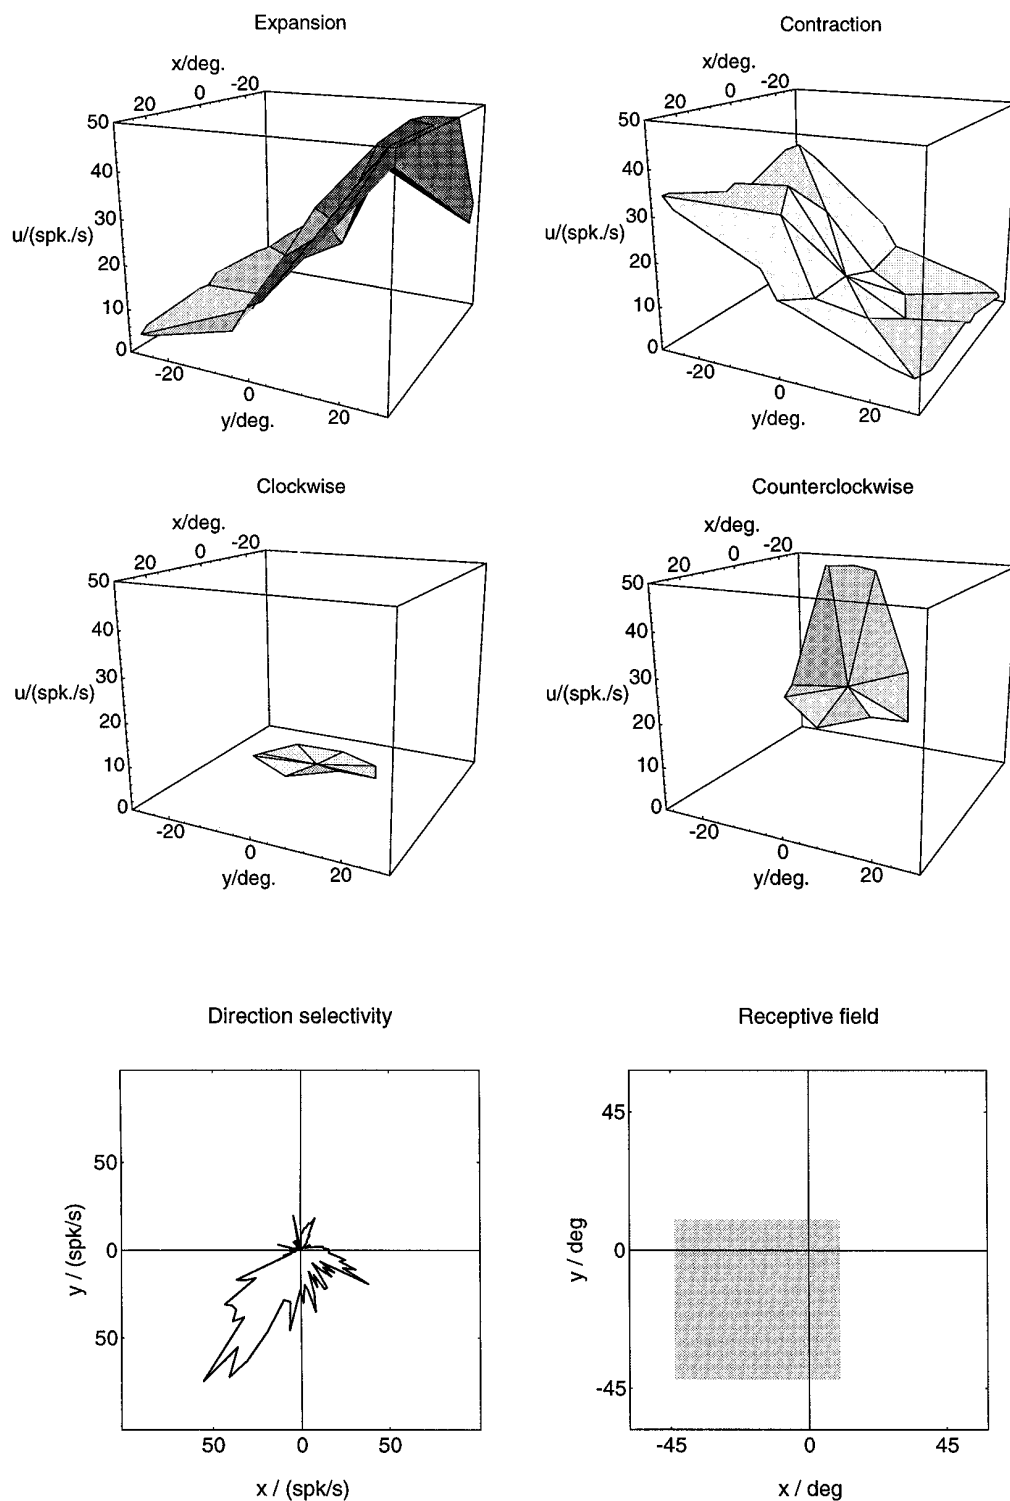 Expansion
Contraction
x/deg.
20 0 -20
50
40
30
u/(spk./s)
20
10
0
-20
0
20
y/deg.
x/deg.
20 0 -20
50
40
30
u/(spk./s)
20
10
0
-20
0
20
y/deg.
Clockwise
Counterclockwise
x/deg.
20 0 -20
50
40
30
u/(spk./s)
20
10
0
-20
0
20
y/deg.
x/deg.
20 0 -20
50
40
30
u/(spk./s)
20
10
0
-20
0
20
y/deg.
Direction selectivity
Receptive field
y / (spk/s)
50
0
50
50 0 50
x / (spk/s)
y / deg
45
0
-45
-45 0 45
x / deg